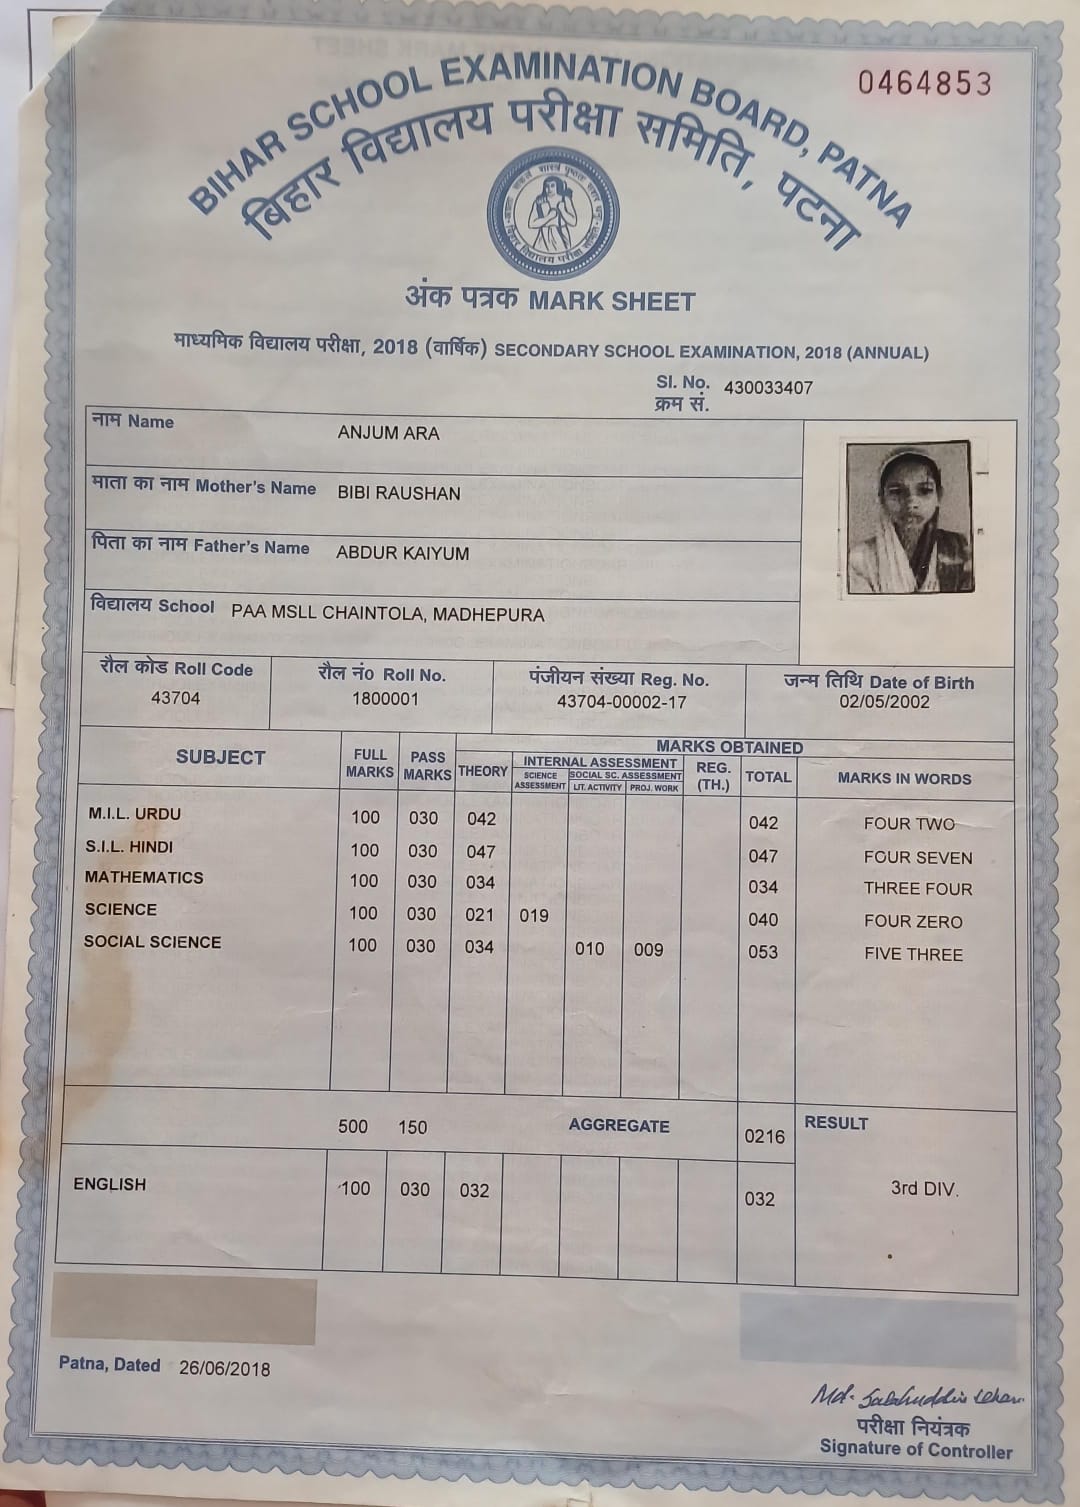 0464853
BIHAR SCHOOL EXAMINATION BOARD, PATNA
बिहार विद्यालय परीक्षा समिति, पटना
अंक पत्रक MARK SHEET
माध्यमिक विद्यालय परीक्षा, 2018 (वार्षिक) SECONDARY SCHOOL EXAMINATION, 2018 (ANNUAL)
Sl. No. 430033407
क्रम सं.
नाम Name ANJUM ARA
माता का नाम Mother's Name BIBI RAUSHAN
पिता का नाम Father's Name ABDUR KAIYUM
विद्यालय School PAA MSLL CHAINTOLA, MADHEPURA
रौल कोड Roll Code रौल नं० Roll No. पंजीयन संख्या Reg. No. जन्म तिथि Date of Birth
43704 1800001 43704-00002-17 02/05/2002
SUBJECT FULL MARKS PASS MARKS MARKS OBTAINED
THEORY INTERNAL ASSESSMENT REG. (TH.) TOTAL MARKS IN WORDS
SCIENCE ASSESSMENT SOCIAL SC. ASSESSMENT
LIT. ACTIVITY PROJ. WORK
M.I.L. URDU 100 030 042 042 FOUR TWO
S.I.L. HINDI 100 030 047 047 FOUR SEVEN
MATHEMATICS 100 030 034 034 THREE FOUR
SCIENCE 100 030 021 019 040 FOUR ZERO
SOCIAL SCIENCE 100 030 034 010 009 053 FIVE THREE
500 150 AGGREGATE 0216 RESULT
ENGLISH 100 030 032 032 3rd DIV.
Patna, Dated 26/06/2018
परीक्षा नियंत्रक
Signature of Controller